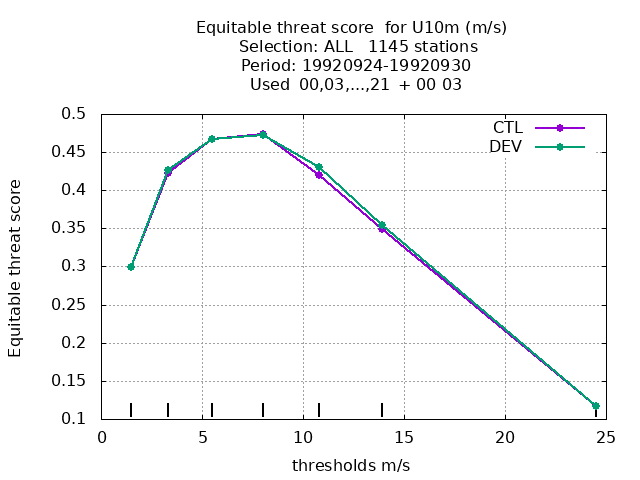 Equitable threat score  for U10m (m/s)
Selection: ALL   1145 stations
Period: 19920924-19920930
Used  00,03,...,21  + 00 03
CTL
DEV
Equitable threat score
0.5
0.45
0.4
0.35
0.3
0.25
0.2
0.15
0.1
0 5 10 15 20 25
thresholds m/s